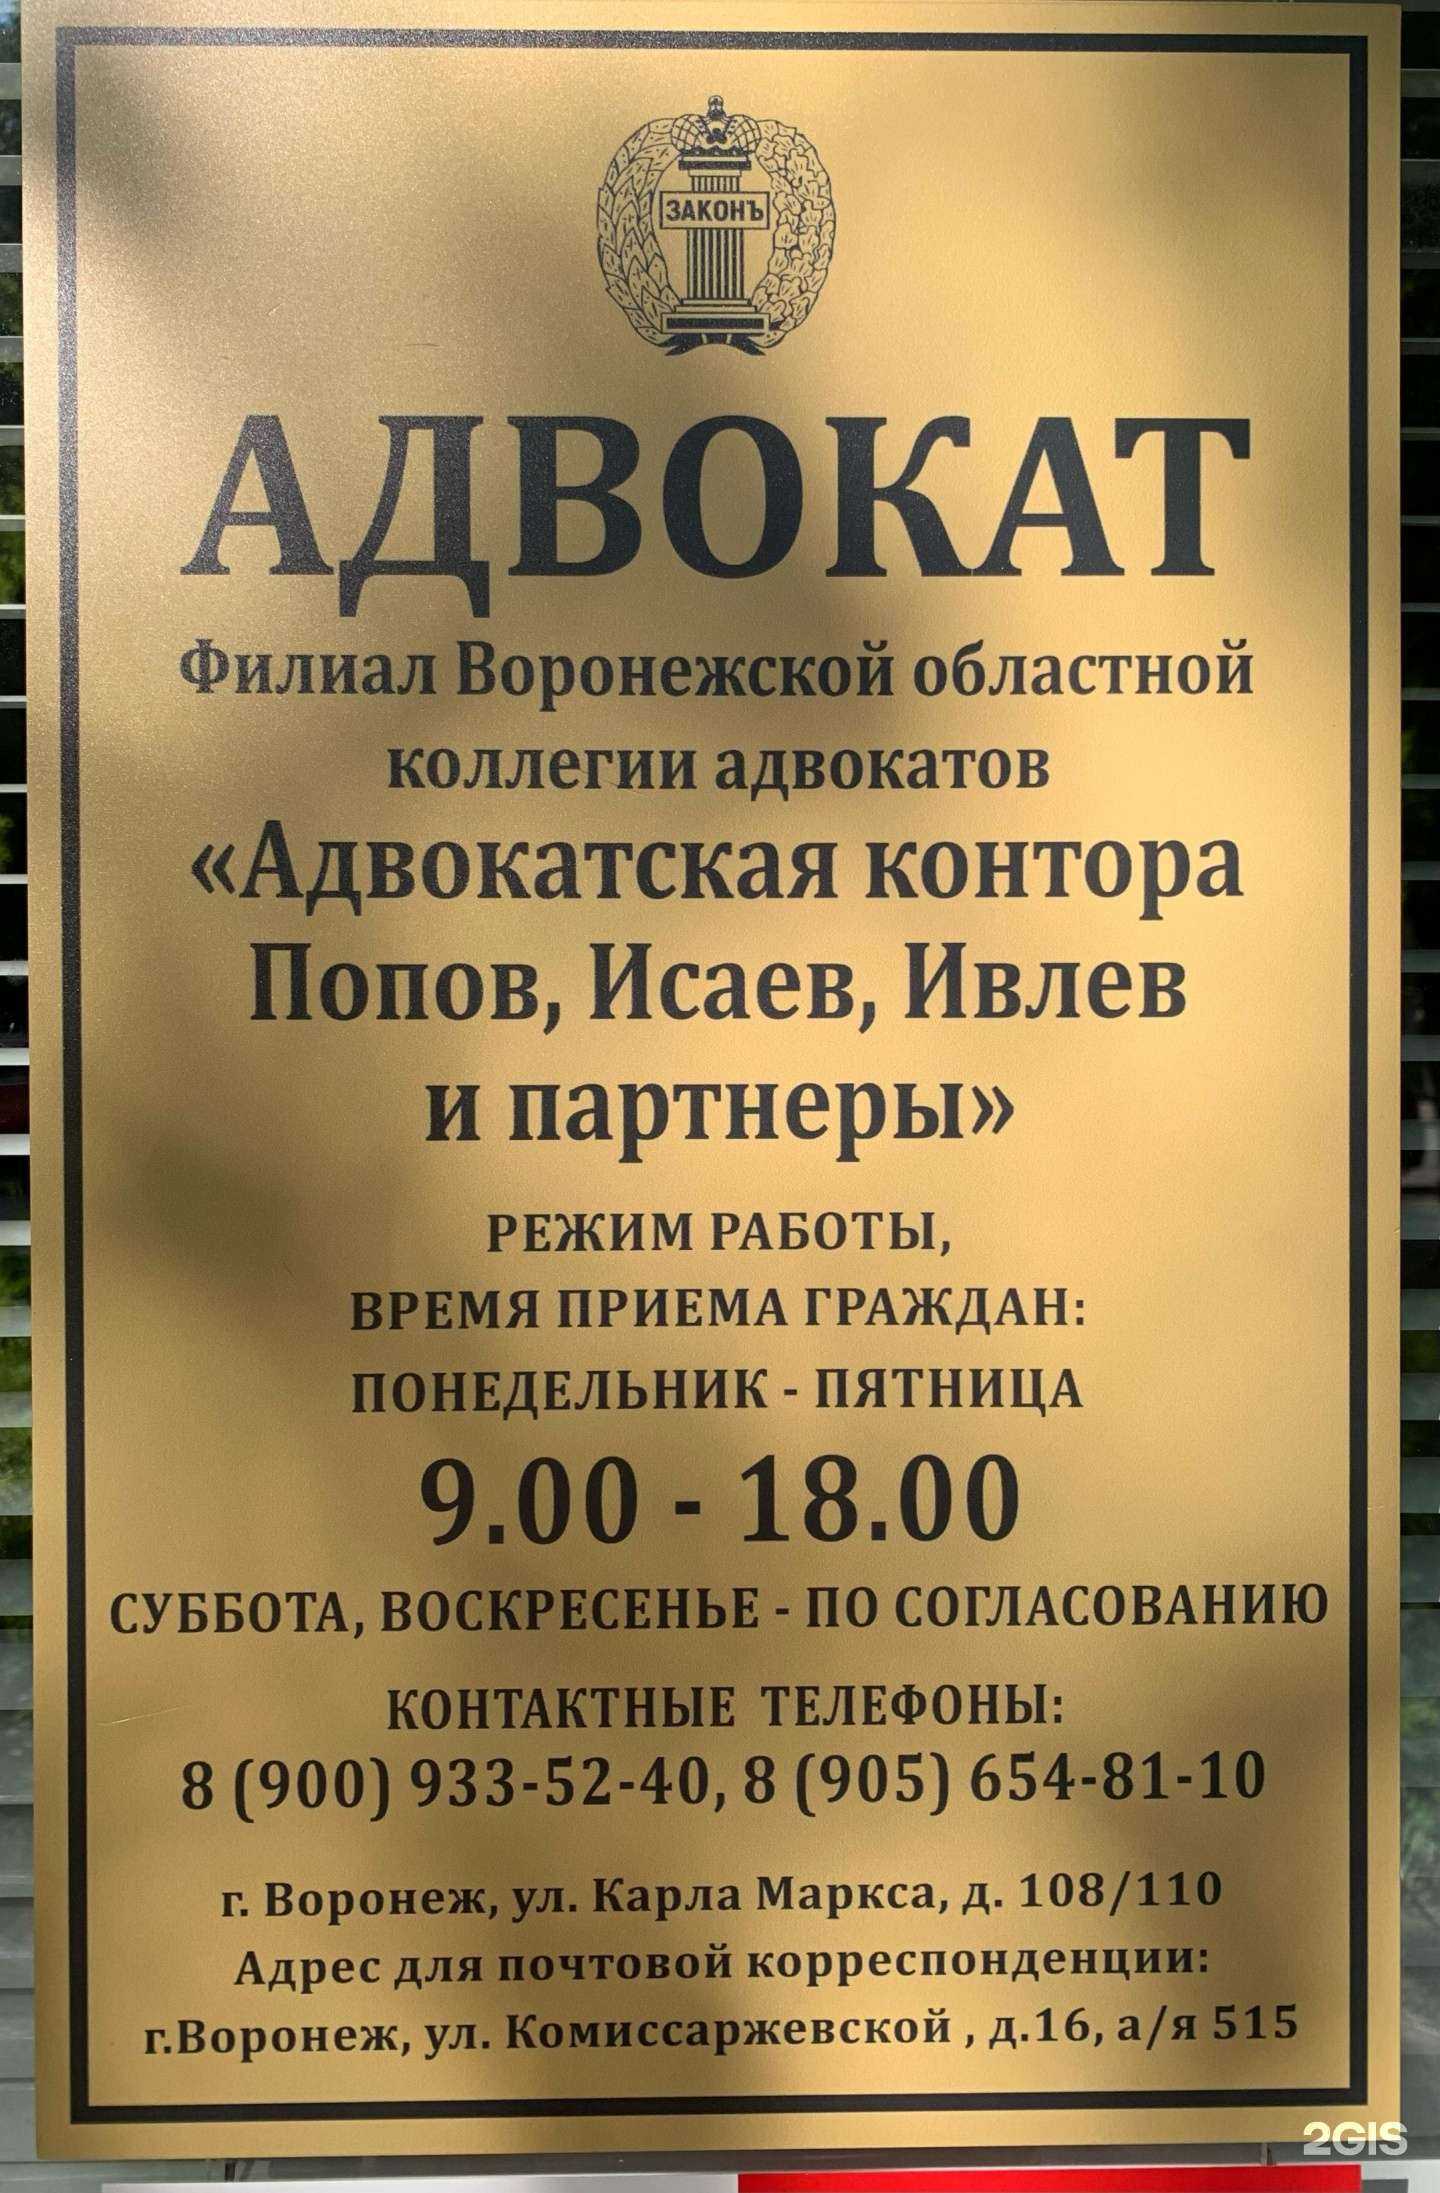 ЗАКОНЪ
АДВОКАТ
Филиал Воронежской областной
коллегии адвокатов
«Адвокатская контора
Попов, Исаев, Ивлев
и партнеры»
РЕЖИМ РАБОТЫ,
ВРЕМЯ ПРИЕМА ГРАЖДАН:
ПОНЕДЕЛЬНИК - ПЯТНИЦА
9.00 - 18.00
СУББОТА, ВОСКРЕСЕНЬЕ - ПО СОГЛАСОВАНИЮ
КОНТАКТНЫЕ ТЕЛЕФОНЫ:
8 (900) 933-52-40, 8 (905) 654-81-10
г. Воронеж, ул. Карла Маркса, д. 108/110
Адрес для почтовой корреспонденции:
г.Воронеж, ул. Комиссаржевской , д.16, а/я 515
2GIS